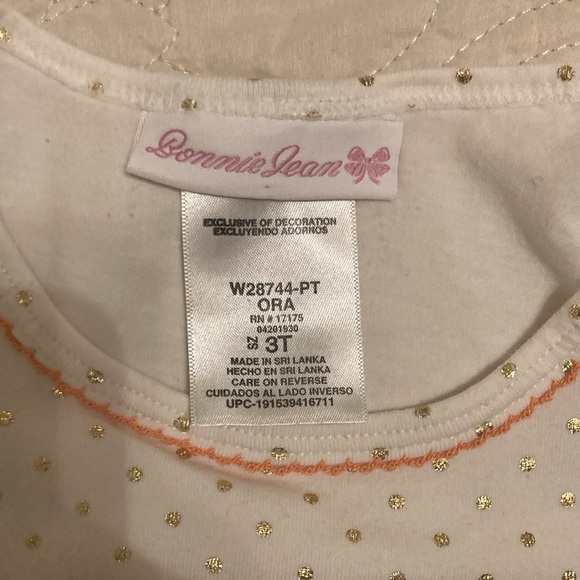 Bonnie Jean
EXCLUSIVE OF DECORATION
EXCLUYENDO ADORNOS
W28744-PT
ORA
RN # 17175
04201930
SZ 3T
MADE IN SRI LANKA
HECHO EN SRI LANKA
CARE ON REVERSE
CUIDADOS AL LADO INVERSO
UPC-191539416711